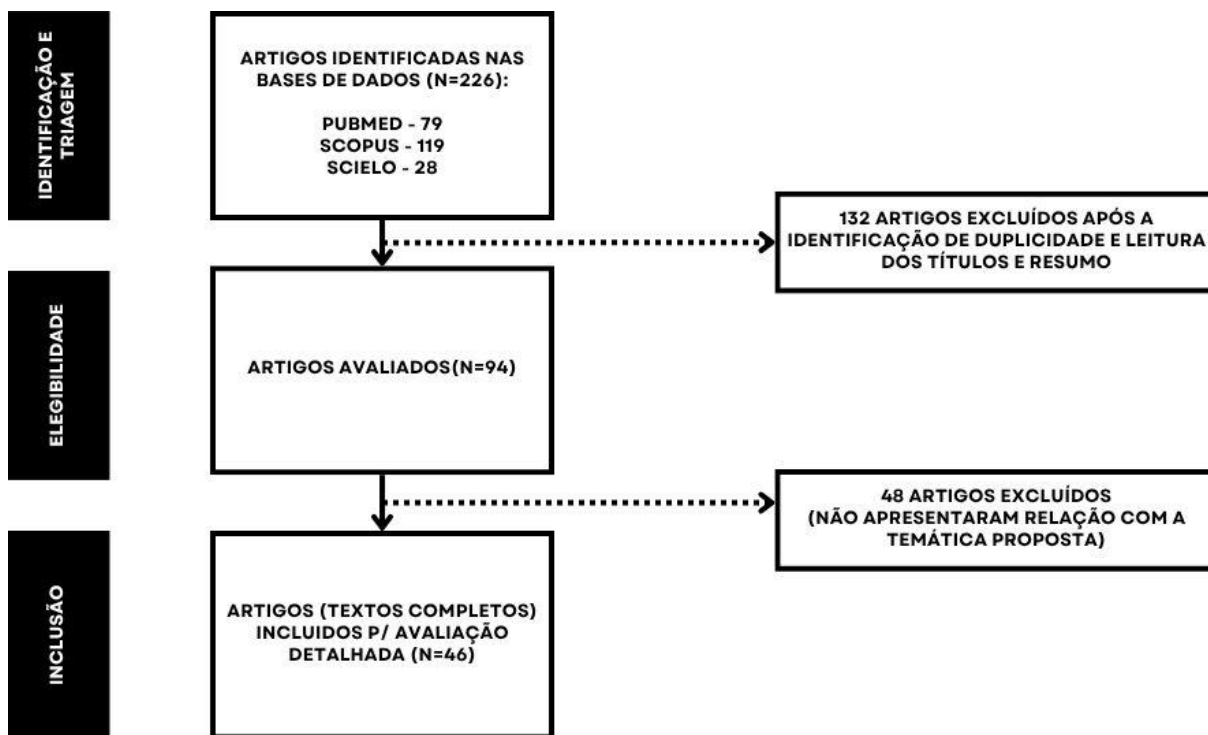 IDENTIFICAÇÃO E
TRIAGEM
ARTIGOS IDENTIFICADAS NAS
BASES DE DADOS (N=226):
PUBMED - 79
SCOPUS - 119
SCIELO - 28
132 ARTIGOS EXCLUÍDOS APÓS A
IDENTIFICAÇÃO DE DUPLICIDADE E LEITURA
DOS TÍTULOS E RESUMO
ELEGIBILIDADE
ARTIGOS AVALIADOS(N=94)
48 ARTIGOS EXCLUÍDOS
(NÃO APRESENTARAM RELAÇÃO COM A
TEMÁTICA PROPOSTA)
INCLUSÃO
ARTIGOS (TEXTOS COMPLETOS)
INCLUIDOS P/ AVALIAÇÃO
DETALHADA (N=46)